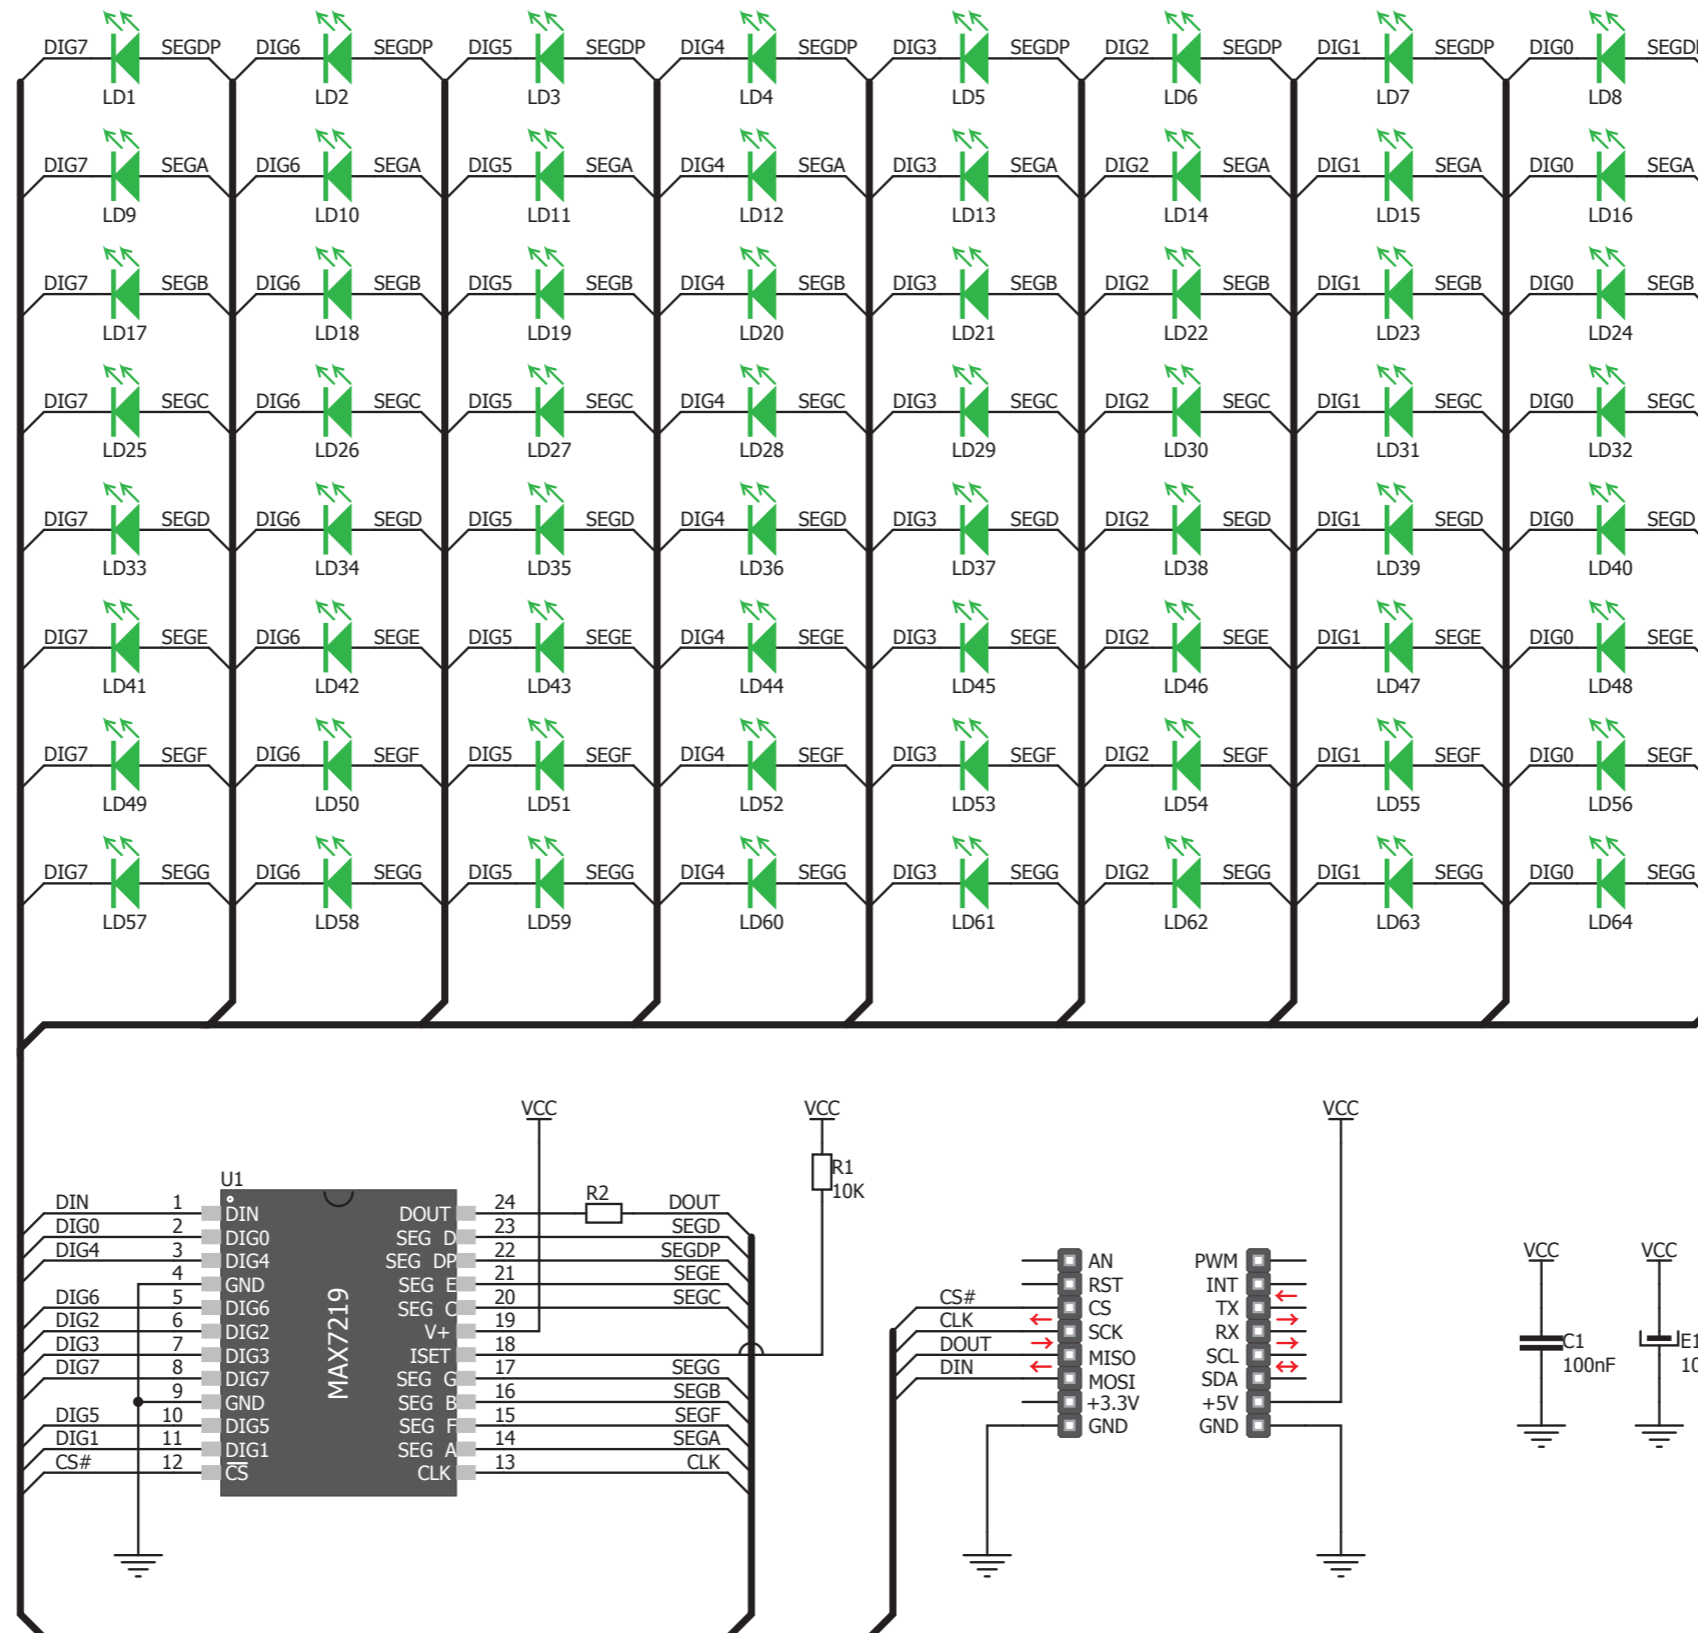 DIG7 SEGDP DIG6 SEGDP DIG5 SEGDP DIG4 SEGDP DIG3 SEGDP DIG2 SEGDP DIG1 SEGDP DIG0
LD1 LD2 LD3 LD4 LD5 LD6 LD7 LD8
DIG7 SEGA DIG6 SEGA DIG5 SEGA DIG4 SEGA DIG3 SEGA DIG2 SEGA DIG1 SEGA DIG0 SEGA
LD9 LD10 LD11 LD12 LD13 LD14 LD15 LD16
DIG7 SEGB DIG6 SEGB DIG5 SEGB DIG4 SEGB DIG3 SEGB DIG2 SEGB DIG1 SEGB DIG0 SEGB
LD17 LD18 LD19 LD20 LD21 LD22 LD23 LD24
DIG7 SEGC DIG6 SEGC DIG5 SEGC DIG4 SEGC DIG3 SEGC DIG2 SEGC DIG1 SEGC DIG0 SEGC
LD25 LD26 LD27 LD28 LD29 LD30 LD31 LD32
DIG7 SEGD DIG6 SEGD DIG5 SEGD DIG4 SEGD DIG3 SEGD DIG2 SEGD DIG1 SEGD DIG0 SEGD
LD33 LD34 LD35 LD36 LD37 LD38 LD39 LD40
DIG7 SEGE DIG6 SEGE DIG5 SEGE DIG4 SEGE DIG3 SEGE DIG2 SEGE DIG1 SEGE DIG0 SEGE
LD41 LD42 LD43 LD44 LD45 LD46 LD47 LD48
DIG7 SEGF DIG6 SEGF DIG5 SEGF DIG4 SEGF DIG3 SEGF DIG2 SEGF DIG1 SEGF DIG0 SEGF
LD49 LD50 LD51 LD52 LD53 LD54 LD55 LD56
DIG7 SEGG DIG6 SEGG DIG5 SEGG DIG4 SEGG DIG3 SEGG DIG2 SEGG DIG1 SEGG DIG0 SEGG
LD57 LD58 LD59 LD60 LD61 LD62 LD63 LD64
VCC VCC VCC
R1
10K
U1
MAX7219
DIN 1 DIN DOUT 24 R2 DOUT
DIG0 2 DIG0 SEG D 23 SEGD
DIG4 3 DIG4 SEG DP 22 SEGDP
4 GND SEG E 21 SEGE
DIG6 5 DIG6 SEG C 20 SEGC
DIG2 6 DIG2 V+ 19
DIG3 7 DIG3 ISET 18
DIG7 8 DIG7 SEG G 17 SEGG
9 GND SEG B 16 SEGB
DIG5 10 DIG5 SEG F 15 SEGF
DIG1 11 DIG1 SEG A 14 SEGA
CS# 12 CS CLK 13 CLK
AN PWM
RST INT
CS# CS TX
CLK SCK RX
DOUT MISO SCL
DIN MOSI SDA
+3.3V +5V
GND GND
VCC VCC
C1 E1
100nF